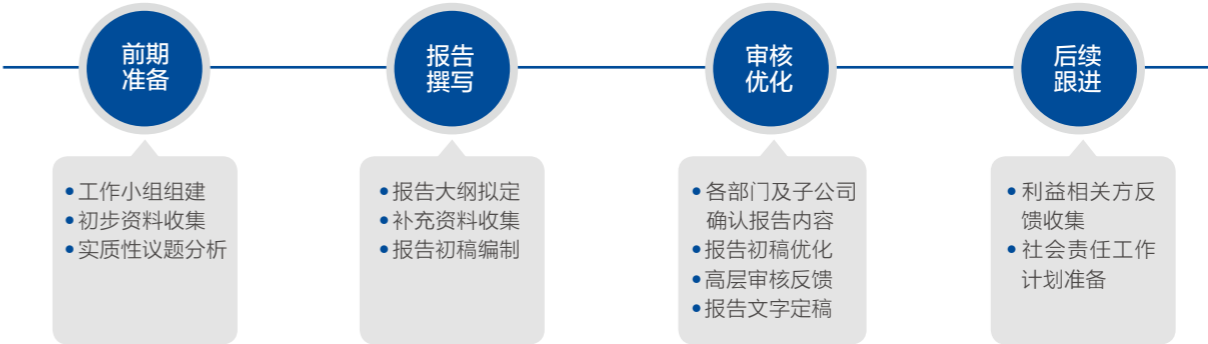 前期
准备
报告
撰写
审核
优化
后续
跟进
•工作小组组建
•初步资料收集
•实质性议题分析
•报告大纲拟定
•补充资料收集
•报告初稿编制
•各部门及子公司
确认报告内容
•报告初稿优化
•高层审核反馈
•报告文字定稿
•利益相关方反
馈收集
•社会责任工作
计划准备